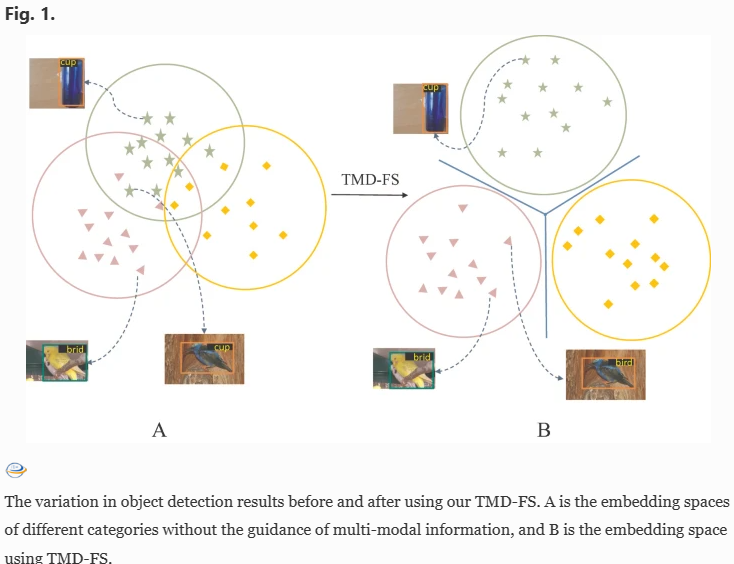 Fig. 1.
cup
cup
TMD-FS
brid
cup
brid
bird
A
B
The variation in object detection results before and after using our TMD-FS. A is the embedding spaces
of different categories without the guidance of multi-modal information, and B is the embedding space
using TMD-FS.